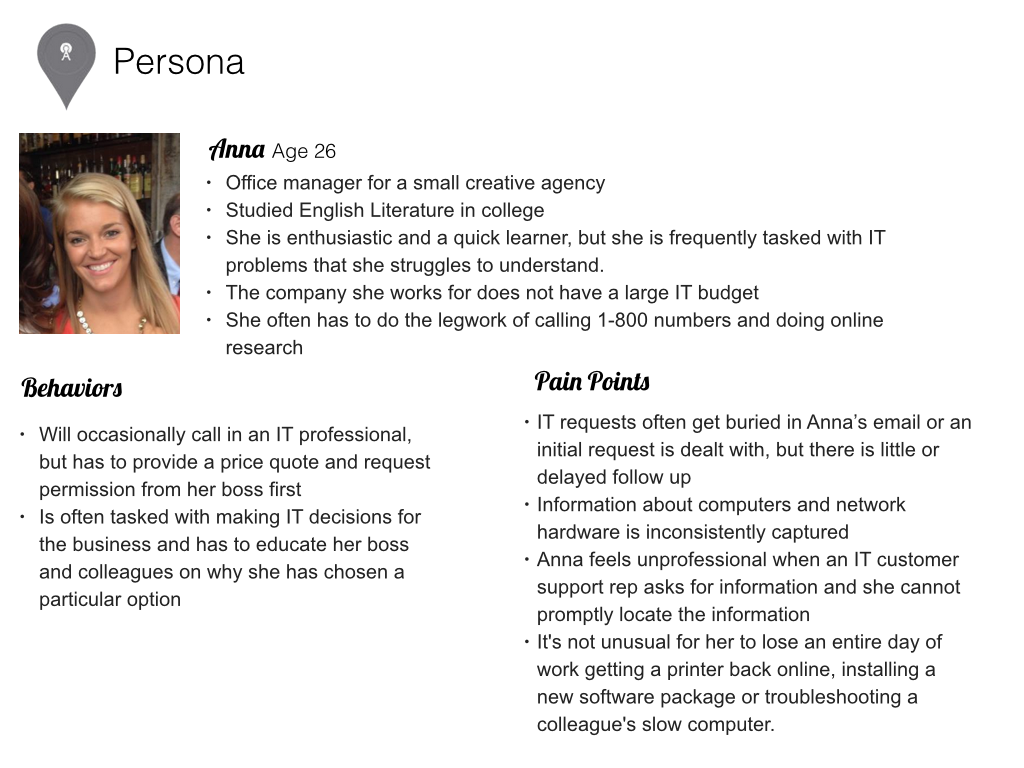 Persona
Anna Age 26
• Office manager for a small creative agency
• Studied English Literature in college
• She is enthusiastic and a quick learner, but she is frequently tasked with IT
problems that she struggles to understand.
• The company she works for does not have a large IT budget
• She often has to do the legwork of calling 1-800 numbers and doing online
research
Behaviors
• Will occasionally call in an IT professional,
but has to provide a price quote and request
permission from her boss first
• Is often tasked with making IT decisions for
the business and has to educate her boss
and colleagues on why she has chosen a
particular option
Pain Points
• IT requests often get buried in Anna’s email or an
initial request is dealt with, but there is little or
delayed follow up
• Information about computers and network
hardware is inconsistently captured
• Anna feels unprofessional when an IT customer
support rep asks for information and she cannot
promptly locate the information
• It's not unusual for her to lose an entire day of
work getting a printer back online, installing a
new software package or troubleshooting a
colleague's slow computer.